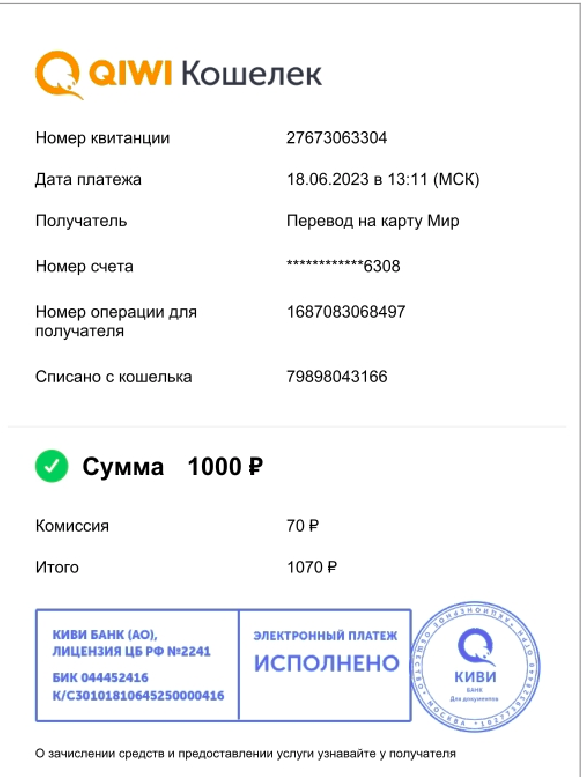 QIWI Кошелек
Номер квитанции 27673063304
Дата платежа 18.06.2023 в 13:11 (МСК)
Получатель Перевод на карту Мир
Номер счета ************6308
Номер операции для 1687083068497
получателя
Списано с кошелька 79898043166
Сумма 1000 ₽
Комиссия 70 ₽
Итого 1070 ₽
КИВИ БАНК (АО),
ЛИЦЕНЗИЯ ЦБ РФ №2241
БИК 044452416
К/С30101810645250000416
ЭЛЕКТРОННЫЙ ПЛАТЕЖ
ИСПОЛНЕНО
КИВИ
БАНК
Для документов
МОСКВА
О зачислении средств и предоставлении услуги узнавайте у получателя